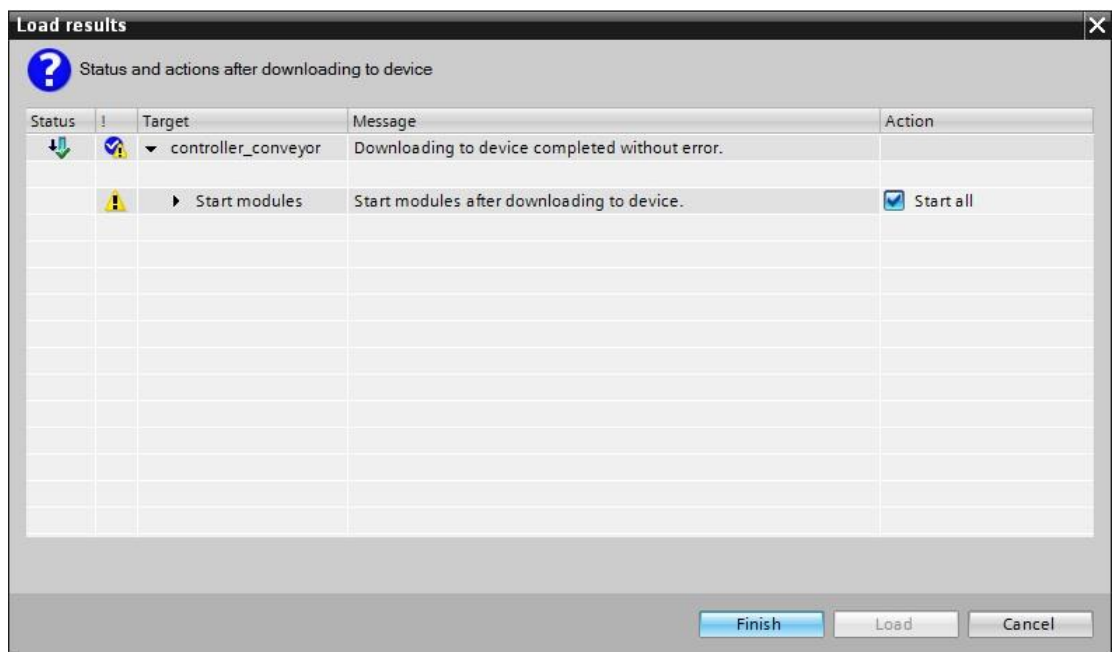 Load results
Status and actions after downloading to device
Status ! Target Message Action
controller_conveyor Downloading to device completed without error.
Start modules Start modules after downloading to device. Start all
Finish Load Cancel